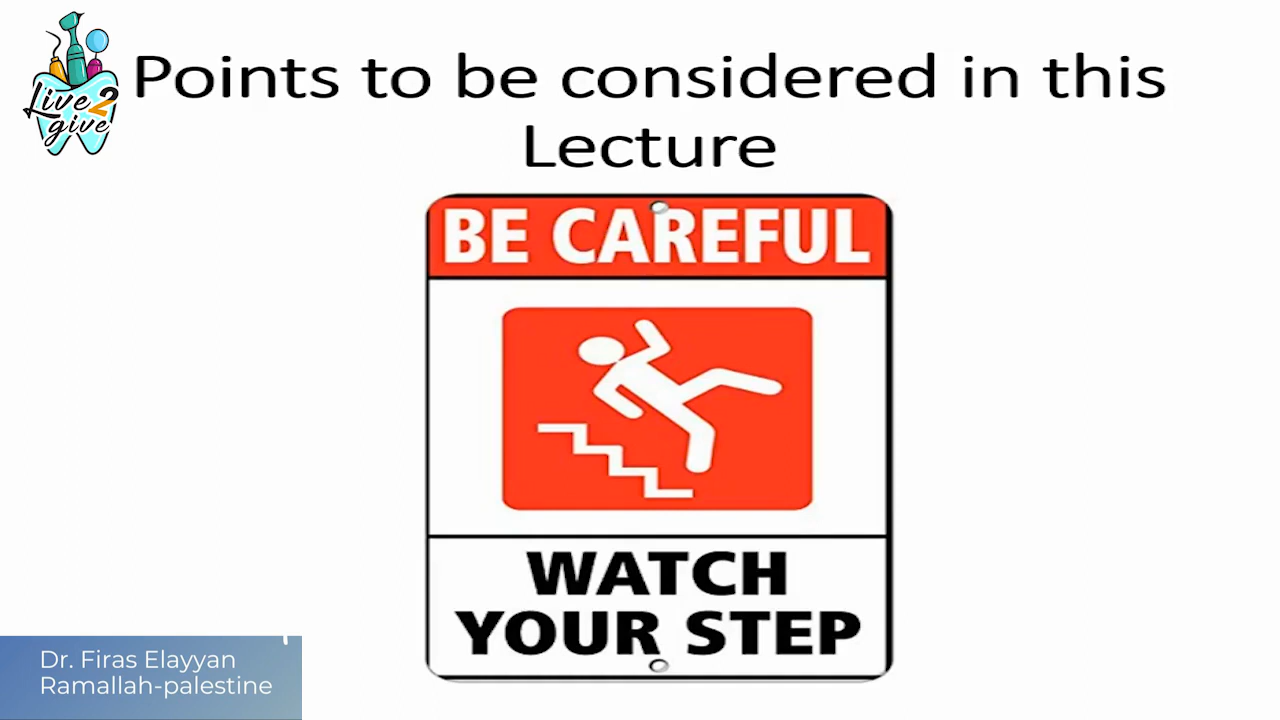 Live 2
give
Points to be considered in this
Lecture
BE CAREFUL
WATCH
YOUR STEP
Dr. Firas Elayyan
Ramallah-palestine